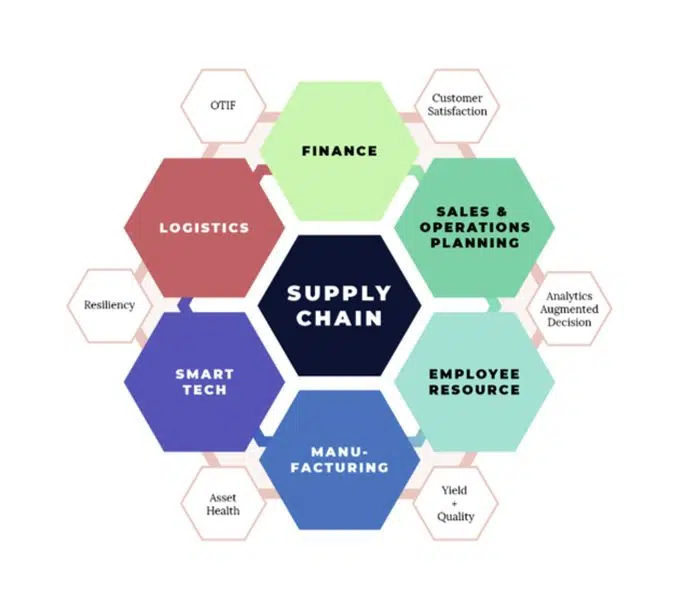 OTIF
Customer
Satisfaction
FINANCE
LOGISTICS
SALES &
OPERATIONS
PLANNING
SUPPLY
CHAIN
Resiliency
Analytics
Augmented
Decision
SMART
TECH
EMPLOYEE
RESOURCE
MANU-
FACTURING
Asset
Health
Yield
+
Quality